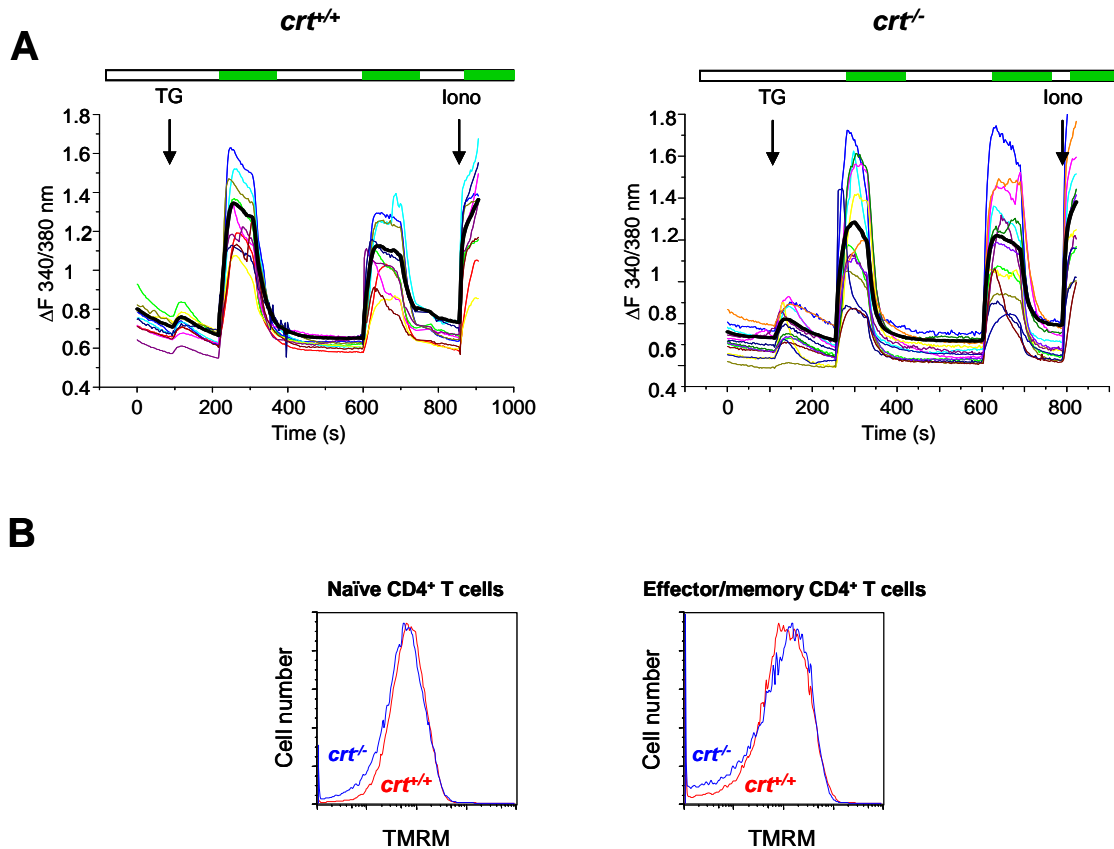 crt+/+
crt-/-
A
TG
Iono
TG
Iono
ΔF 340/380 nm
1.8
1.6
1.4
1.2
1
0.8
0.6
0.4
0
200
400
600
800
1000
Time (s)
ΔF 340/380 nm
1.8
1.6
1.4
1.2
1
0.8
0.6
0.4
0
200
400
600
800
Time (s)
B
Naïve CD4+ T cells
Effector/memory CD4+ T cells
Cell number
crt-/-
crt+/+
TMRM
Cell number
crt-/-
crt+/+
TMRM